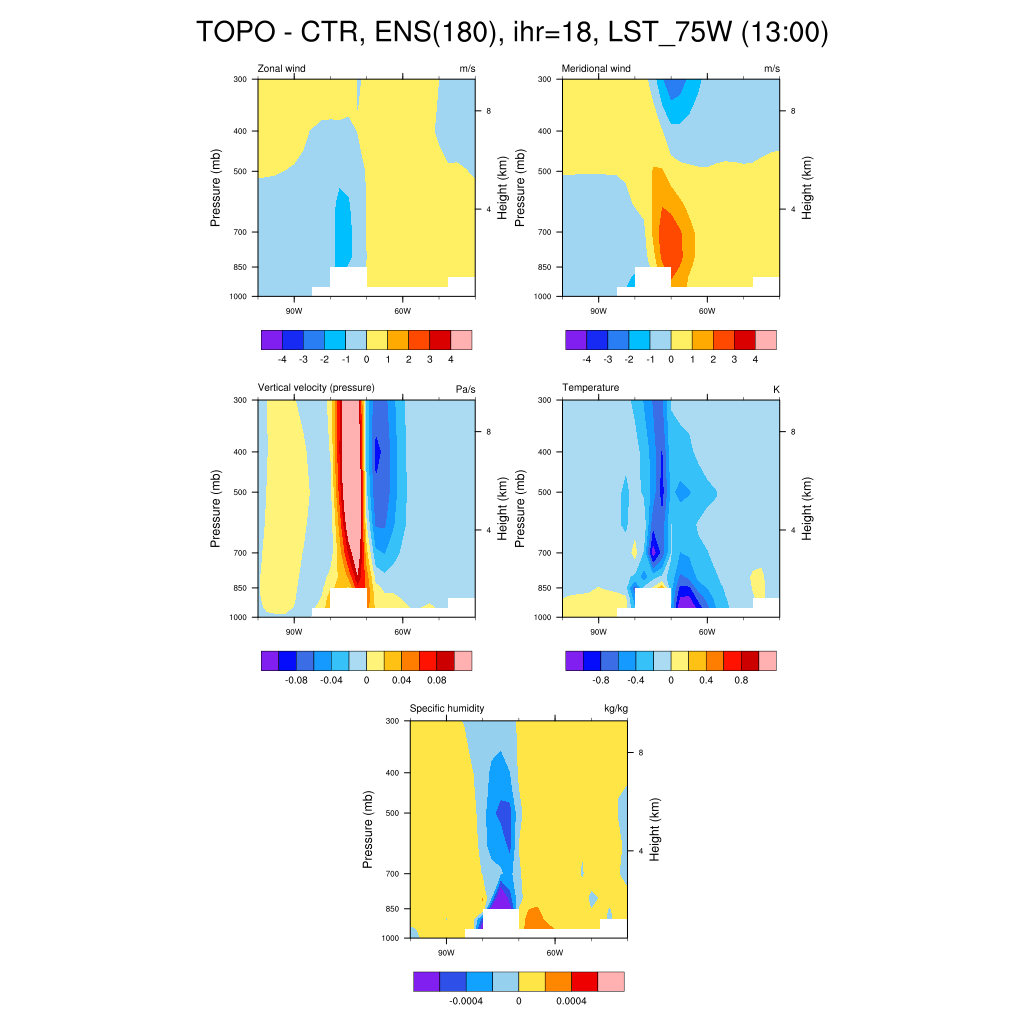 TOPO - CTR, ENS(180), ihr=18, LST_75W (13:00)
Zonal wind m/s
Pressure (mb)
300
400
500
700
850
1000
8
4
Height (km)
90W 60W
-4 -3 -2 -1 0 1 2 3 4
Meridional wind m/s
Pressure (mb)
300
400
500
700
850
1000
8
4
Height (km)
90W 60W
-4 -3 -2 -1 0 1 2 3 4
Vertical velocity (pressure) Pa/s
Pressure (mb)
300
400
500
700
850
1000
8
4
Height (km)
90W 60W
-0.08 -0.04 0 0.04 0.08
Temperature K
Pressure (mb)
300
400
500
700
850
1000
8
4
Height (km)
90W 60W
-0.8 -0.4 0 0.4 0.8
Specific humidity kg/kg
Pressure (mb)
300
400
500
700
850
1000
8
4
Height (km)
90W 60W
-0.0004 0 0.0004